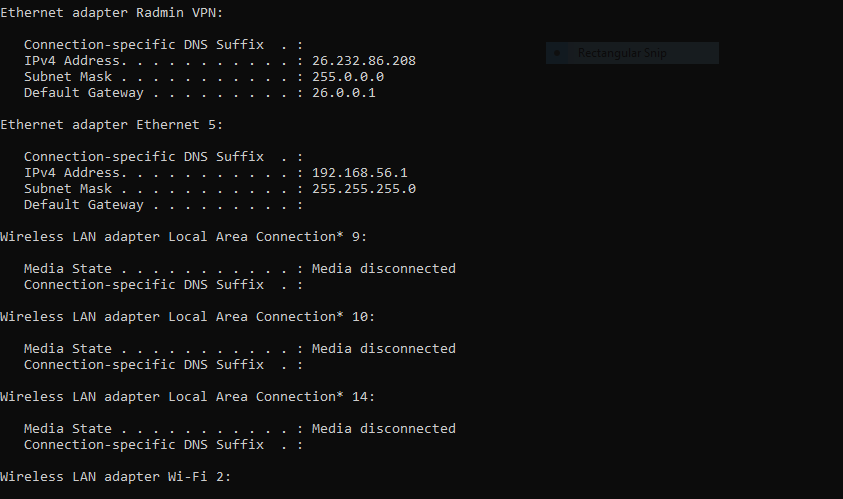 Ethernet adapter Radmin VPN:
Connection-specific DNS Suffix  . :
Rectangular Snip
IPv4 Address. . . . . . . . . . . : 26.232.86.208
Subnet Mask . . . . . . . . . . . : 255.0.0.0
Default Gateway . . . . . . . . . : 26.0.0.1
Ethernet adapter Ethernet 5:
Connection-specific DNS Suffix  . :
IPv4 Address. . . . . . . . . . . : 192.168.56.1
Subnet Mask . . . . . . . . . . . : 255.255.255.0
Default Gateway . . . . . . . . . :
Wireless LAN adapter Local Area Connection* 9:
Media State . . . . . . . . . . . : Media disconnected
Connection-specific DNS Suffix  . :
Wireless LAN adapter Local Area Connection* 10:
Media State . . . . . . . . . . . : Media disconnected
Connection-specific DNS Suffix  . :
Wireless LAN adapter Local Area Connection* 14:
Media State . . . . . . . . . . . : Media disconnected
Connection-specific DNS Suffix  . :
Wireless LAN adapter Wi-Fi 2: